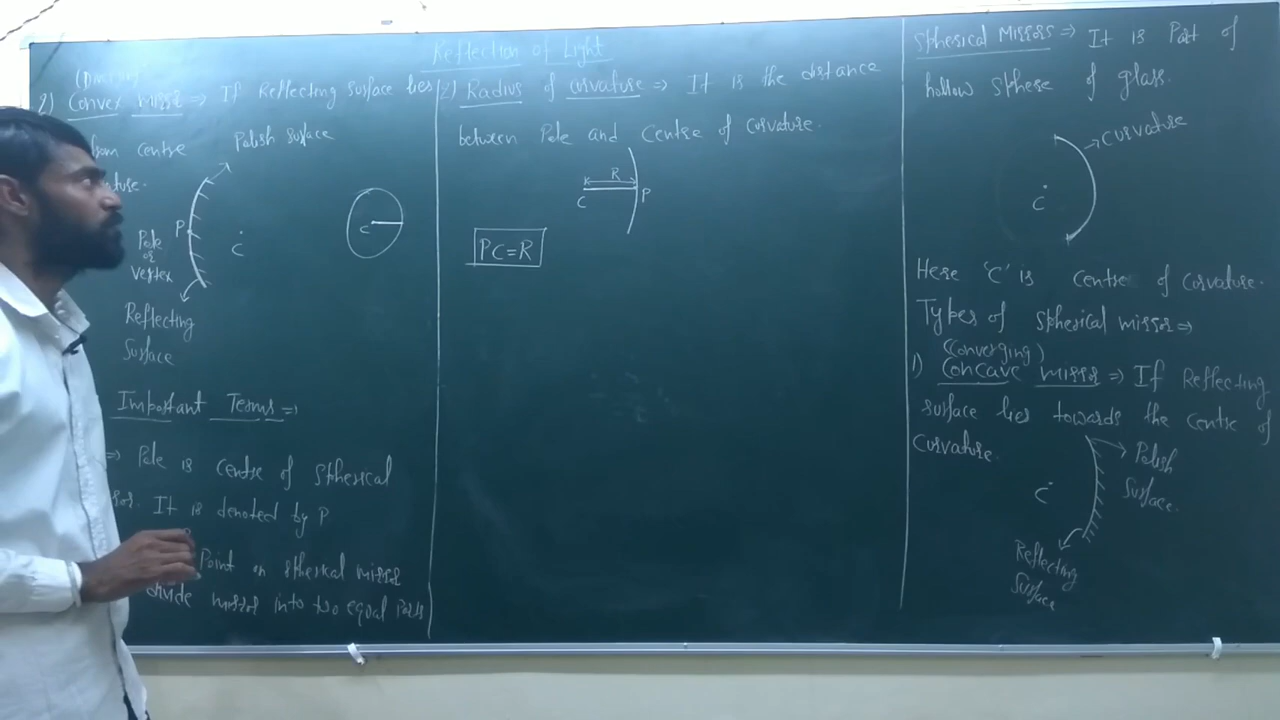 Reflection of Light
2) Convex mirror ⇒ If Reflecting surface lies
from centre
Polish surface
P
Pole
or
vertex
C
C
Reflecting
Surface
Important Terms ⇒
⇒ Pole is centre of spherical
It is denoted by P
Point on spherical mirror
divide mirror into two equal Parts
2) Radius of curvature ⇒ It is the distance
between Pole and Centre of curvature.
R
C
P
PC=R
Spherical Mirrors ⇒ It is Part of
hollow sphere of glass.
Curvature
C
Here 'C' is Centre of curvature.
Types of spherical mirror ⇒
(Converging)
1) Concave mirror ⇒ If Reflecting
surface lies towards the centre of
Curvature.
Polish
Surface.
C
Reflecting
Surface